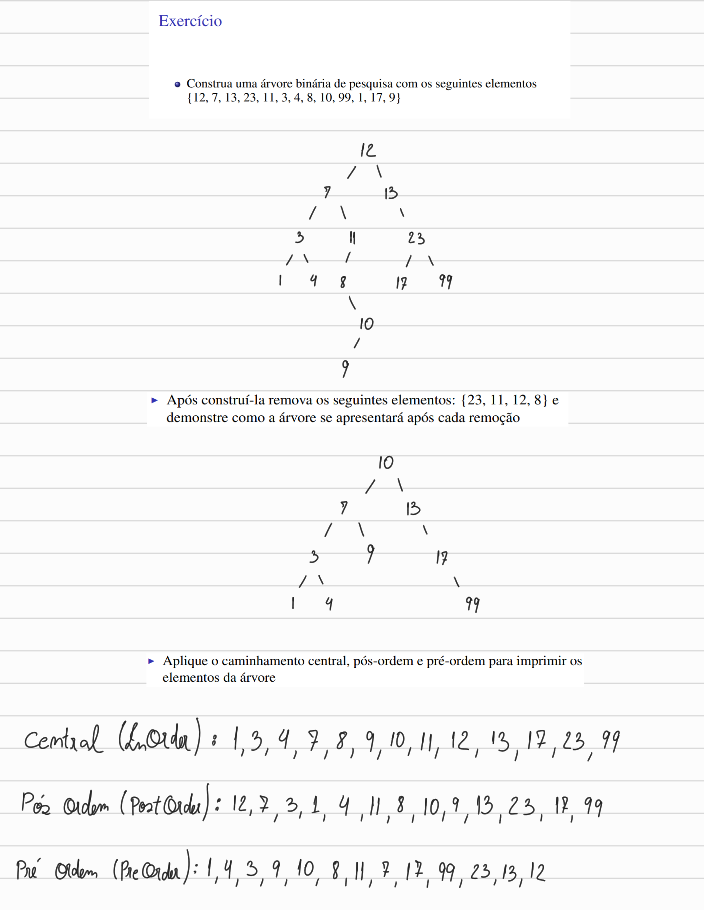 Exercício
Construa uma árvore binária de pesquisa com os seguintes elementos
{12, 7, 13, 23, 11, 3, 4, 8, 10, 99, 1, 17, 9}
12
7 13
3 11 23
1 4 8 17 99
10
9
Após construí-la remova os seguintes elementos: {23, 11, 12, 8} e
demonstre como a árvore se apresentará após cada remoção
10
7 13
3 9 17
1 4 99
Aplique o caminhamento central, pós-ordem e pré-ordem para imprimir os
elementos da árvore
Central (InOrder) : 1, 3, 4, 7, 8, 9, 10, 11, 12, 13, 17, 23, 99
Pós Ordem (PostOrder) : 12, 7, 3, 1, 4, 11, 8, 10, 9, 13, 23, 17, 99
Pré Ordem (PreOrder) : 1, 4, 3, 9, 10, 8, 11, 7, 17, 99, 23, 13, 12